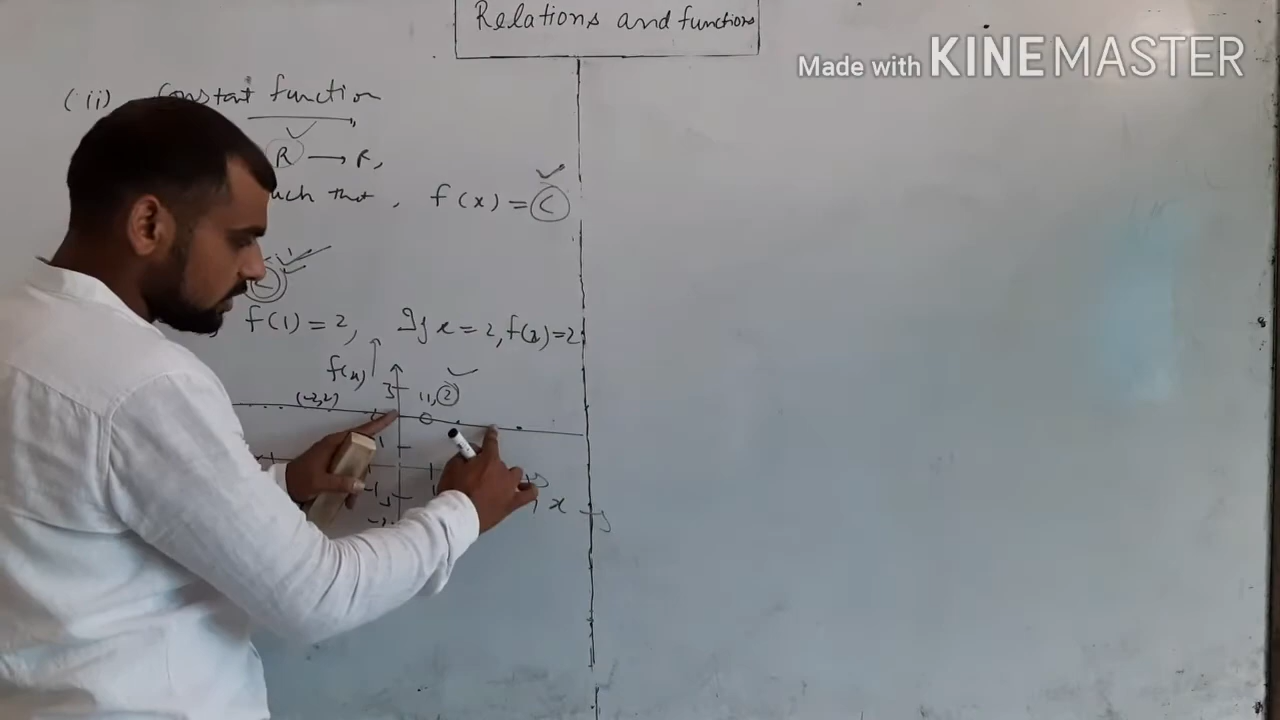 Relations and functions
Made with KINEMASTER
(ii) Constant function
R → R,
uch that, f(x) = C
f(1) = 2, If x = 2, f(2) = 2
f(x)
3
(-2,2)
(1, 2)
1
-1
-2
x